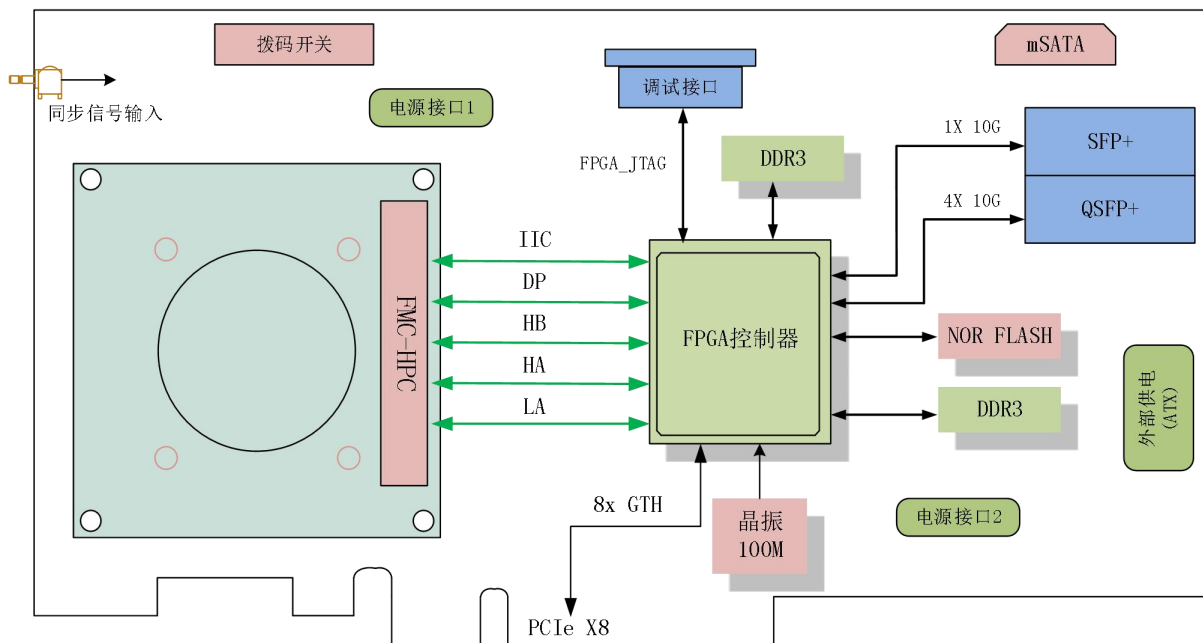 拨码开关
mSATA
同步信号输入
电源接口1
调试接口
FPGA_JTAG
DDR3
1X 10G
SFP+
4X 10G
QSFP+
IIC
DP
HB
HA
LA
FMC-HPC
FPGA控制器
NOR FLASH
DDR3
外部供电
(ATX)
8x GTH
晶振
100M
电源接口2
PCIe X8